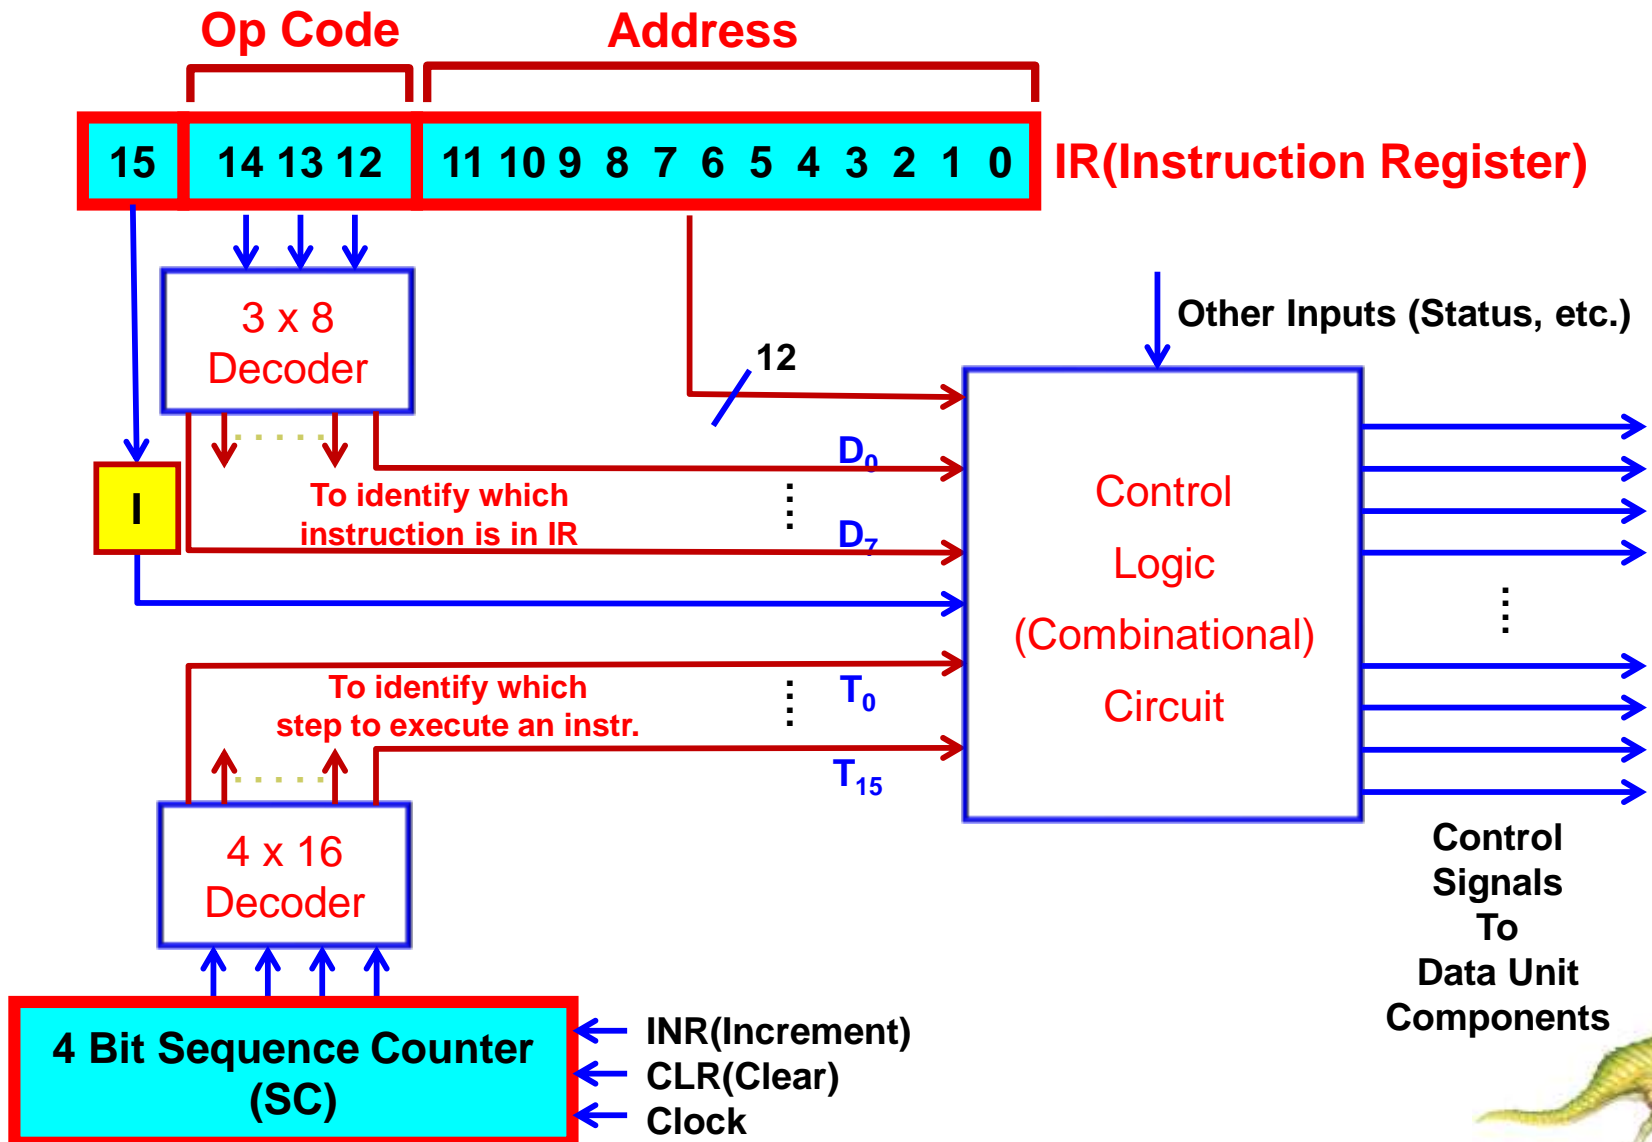 Op Code
Address
15 14 13 12 11 10 9 8 7 6 5 4 3 2 1 0 IR(Instruction Register)
3 x 8
Decoder
Other Inputs (Status, etc.)
12
D0
I
To identify which
instruction is in IR
D7
Control
Logic
(Combinational)
Circuit
To identify which
step to execute an instr.
T0
T15
4 x 16
Decoder
Control
Signals
To
Data Unit
Components
4 Bit Sequence Counter
(SC)
INR(Increment)
CLR(Clear)
Clock